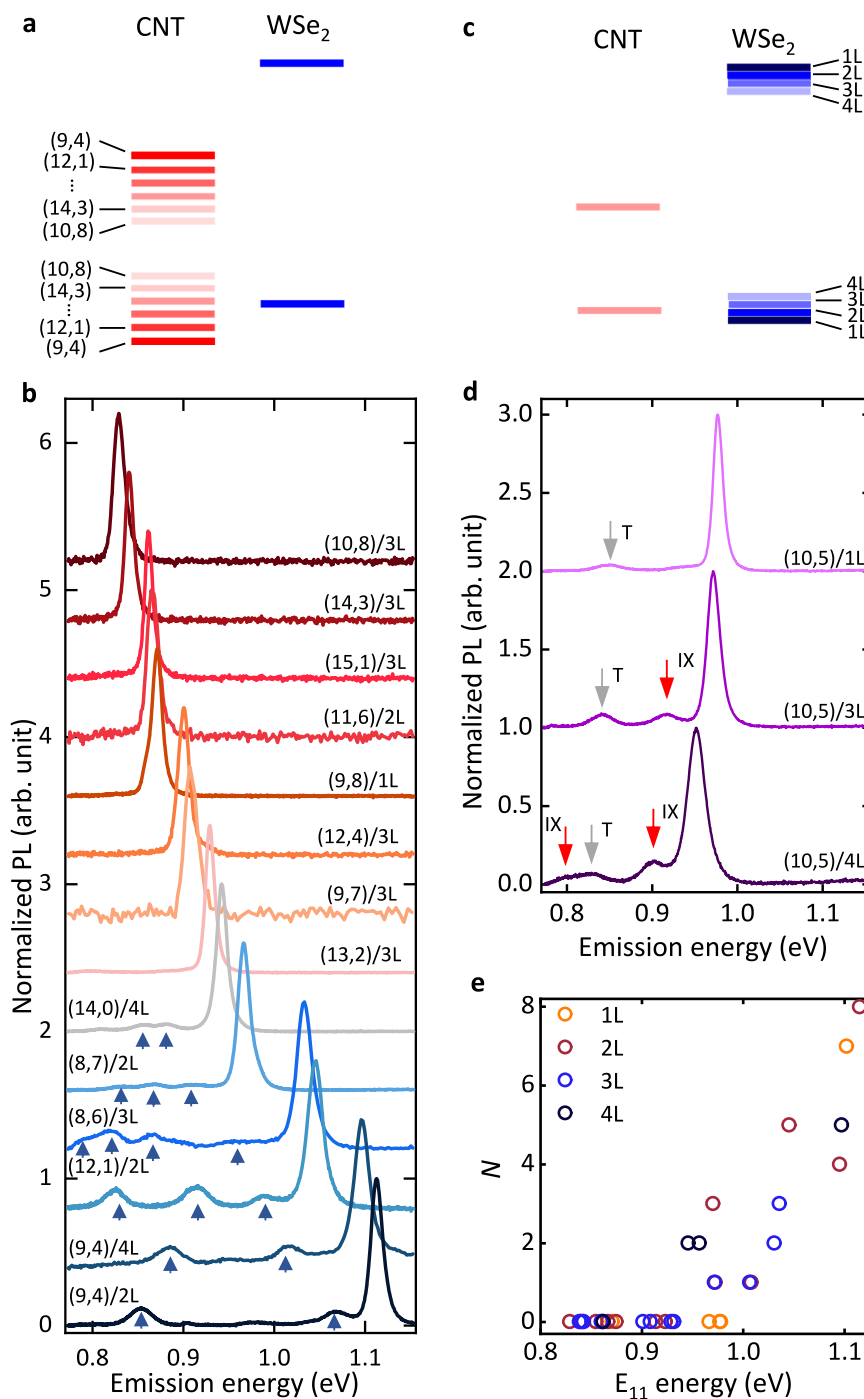 a
CNT
WSe₂
(9,4)
(12,1)
...
(14,3)
(10,8)
(10,8)
(14,3)
...
(12,1)
(9,4)
c
CNT
WSe₂
1L
2L
3L
4L
4L
3L
2L
1L
b
Normalized PL (arb. unit)
6
5
4
3
2
1
0
(10,8)/3L
(14,3)/3L
(15,1)/3L
(11,6)/2L
(9,8)/1L
(12,4)/3L
(9,7)/3L
(13,2)/3L
(14,0)/4L
(8,7)/2L
(8,6)/3L
(12,1)/2L
(9,4)/4L
(9,4)/2L
0.8 0.9 1.0 1.1
Emission energy (eV)
d
Normalized PL (arb. unit)
3.0
2.5
2.0
1.5
1.0
0.5
0.0
T
(10,5)/1L
T
IX
(10,5)/3L
IX
T
IX
(10,5)/4L
0.8 0.9 1.0 1.1
Emission energy (eV)
e
N
8
6
4
2
0
1L
2L
3L
4L
0.8 0.9 1.0 1.1
E₁₁ energy (eV)